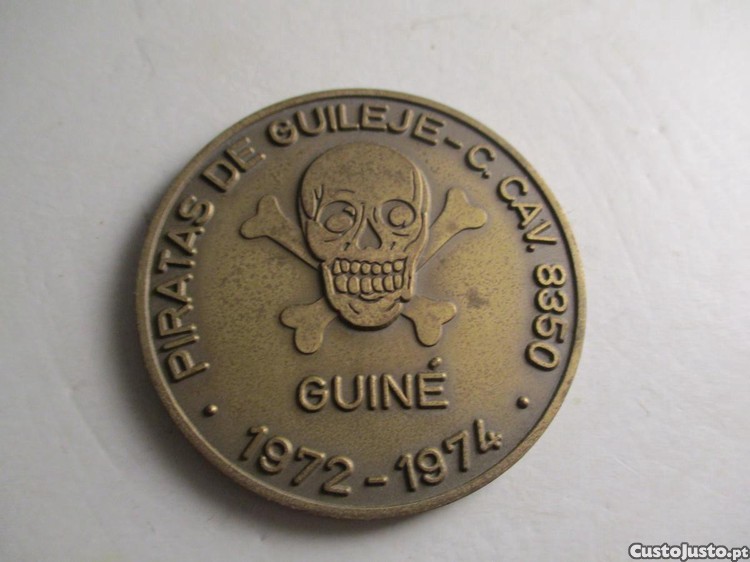 PIRATAS DE GUILEJE - C. CAV. 8350
GUINÉ
• 1972 - 1974 •
CustoJusto.pt